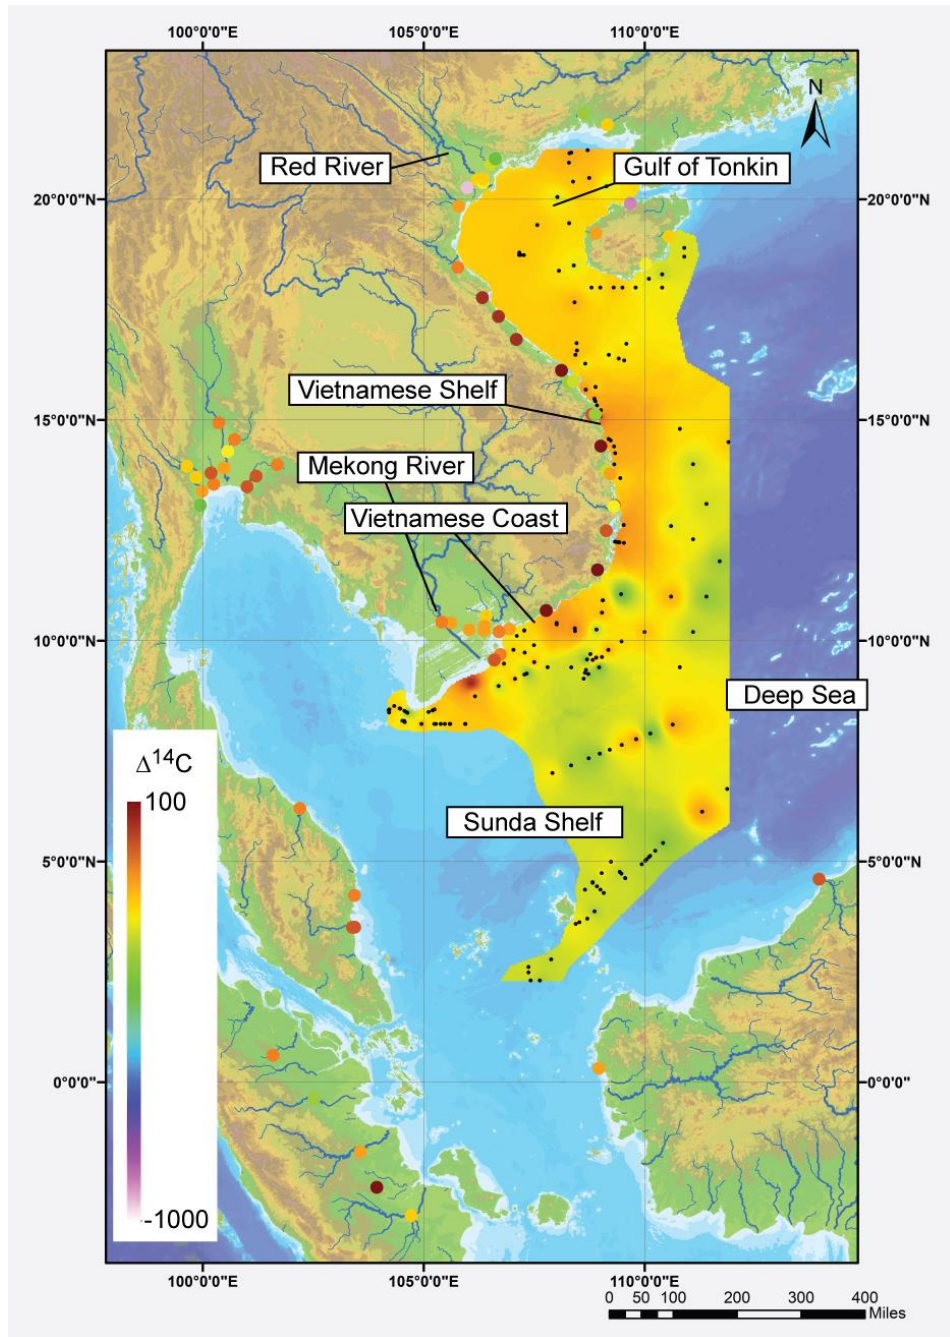 100°0'0"E 105°0'0"E 110°0'0"E
N
Red River
Gulf of Tonkin
20°0'0"N 20°0'0"N
Vietnamese Shelf
15°0'0"N 15°0'0"N
Mekong River
Vietnamese Coast
10°0'0"N 10°0'0"N
Deep Sea
Δ¹⁴C
100
Sunda Shelf
5°0'0"N 5°0'0"N
-1000
0°0'0" 0°0'0"
100°0'0"E 105°0'0"E 110°0'0"E
0 50 100 200 300 400
Miles